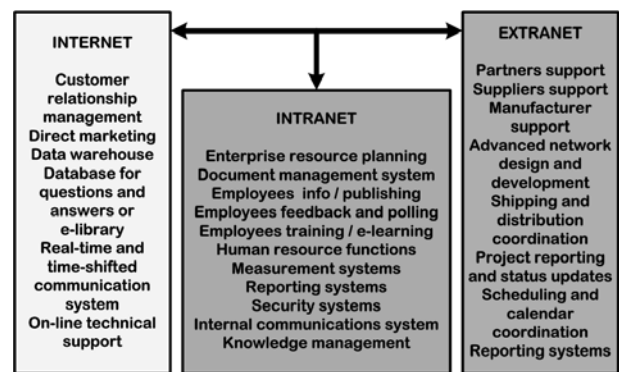 INTERNET
Customer
relationship
management
Direct marketing
Data warehouse
Database for
questions and
answers or
e-library
Real-time and
time-shifted
communication
system
On-line technical
support
INTRANET
Enterprise resource planning
Document management system
Employees info / publishing
Employees feedback and polling
Employees training / e-learning
Human resource functions
Measurement systems
Reporting systems
Security systems
Internal communications system
Knowledge management
EXTRANET
Partners support
Suppliers support
Manufacturer
support
Advanced network
design and
development
Shipping and
distribution
coordination
Project reporting
and status updates
Scheduling and
calendar
coordination
Reporting systems